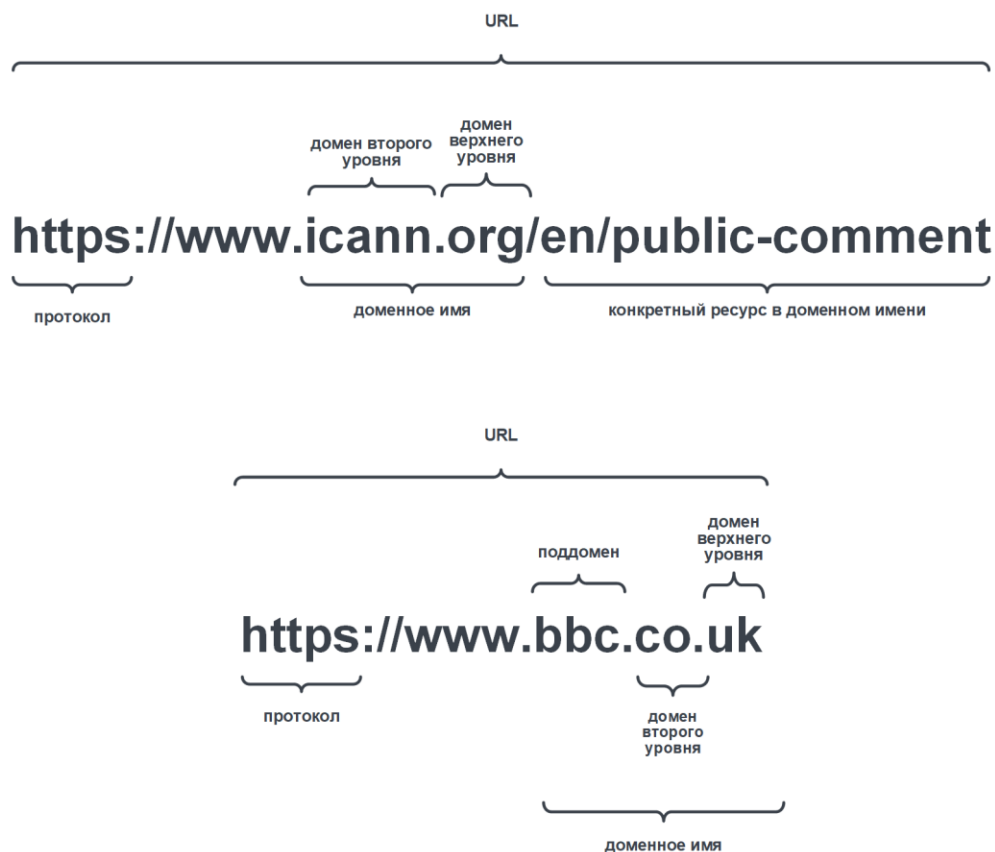 URL
домен второго
уровня
домен
верхнего
уровня
https://www.icann.org/en/public-comment
протокол
доменное имя
конкретный ресурс в доменном имени
URL
поддомен
домен
верхнего
уровня
https://www.bbc.co.uk
протокол
домен
второго
уровня
доменное имя